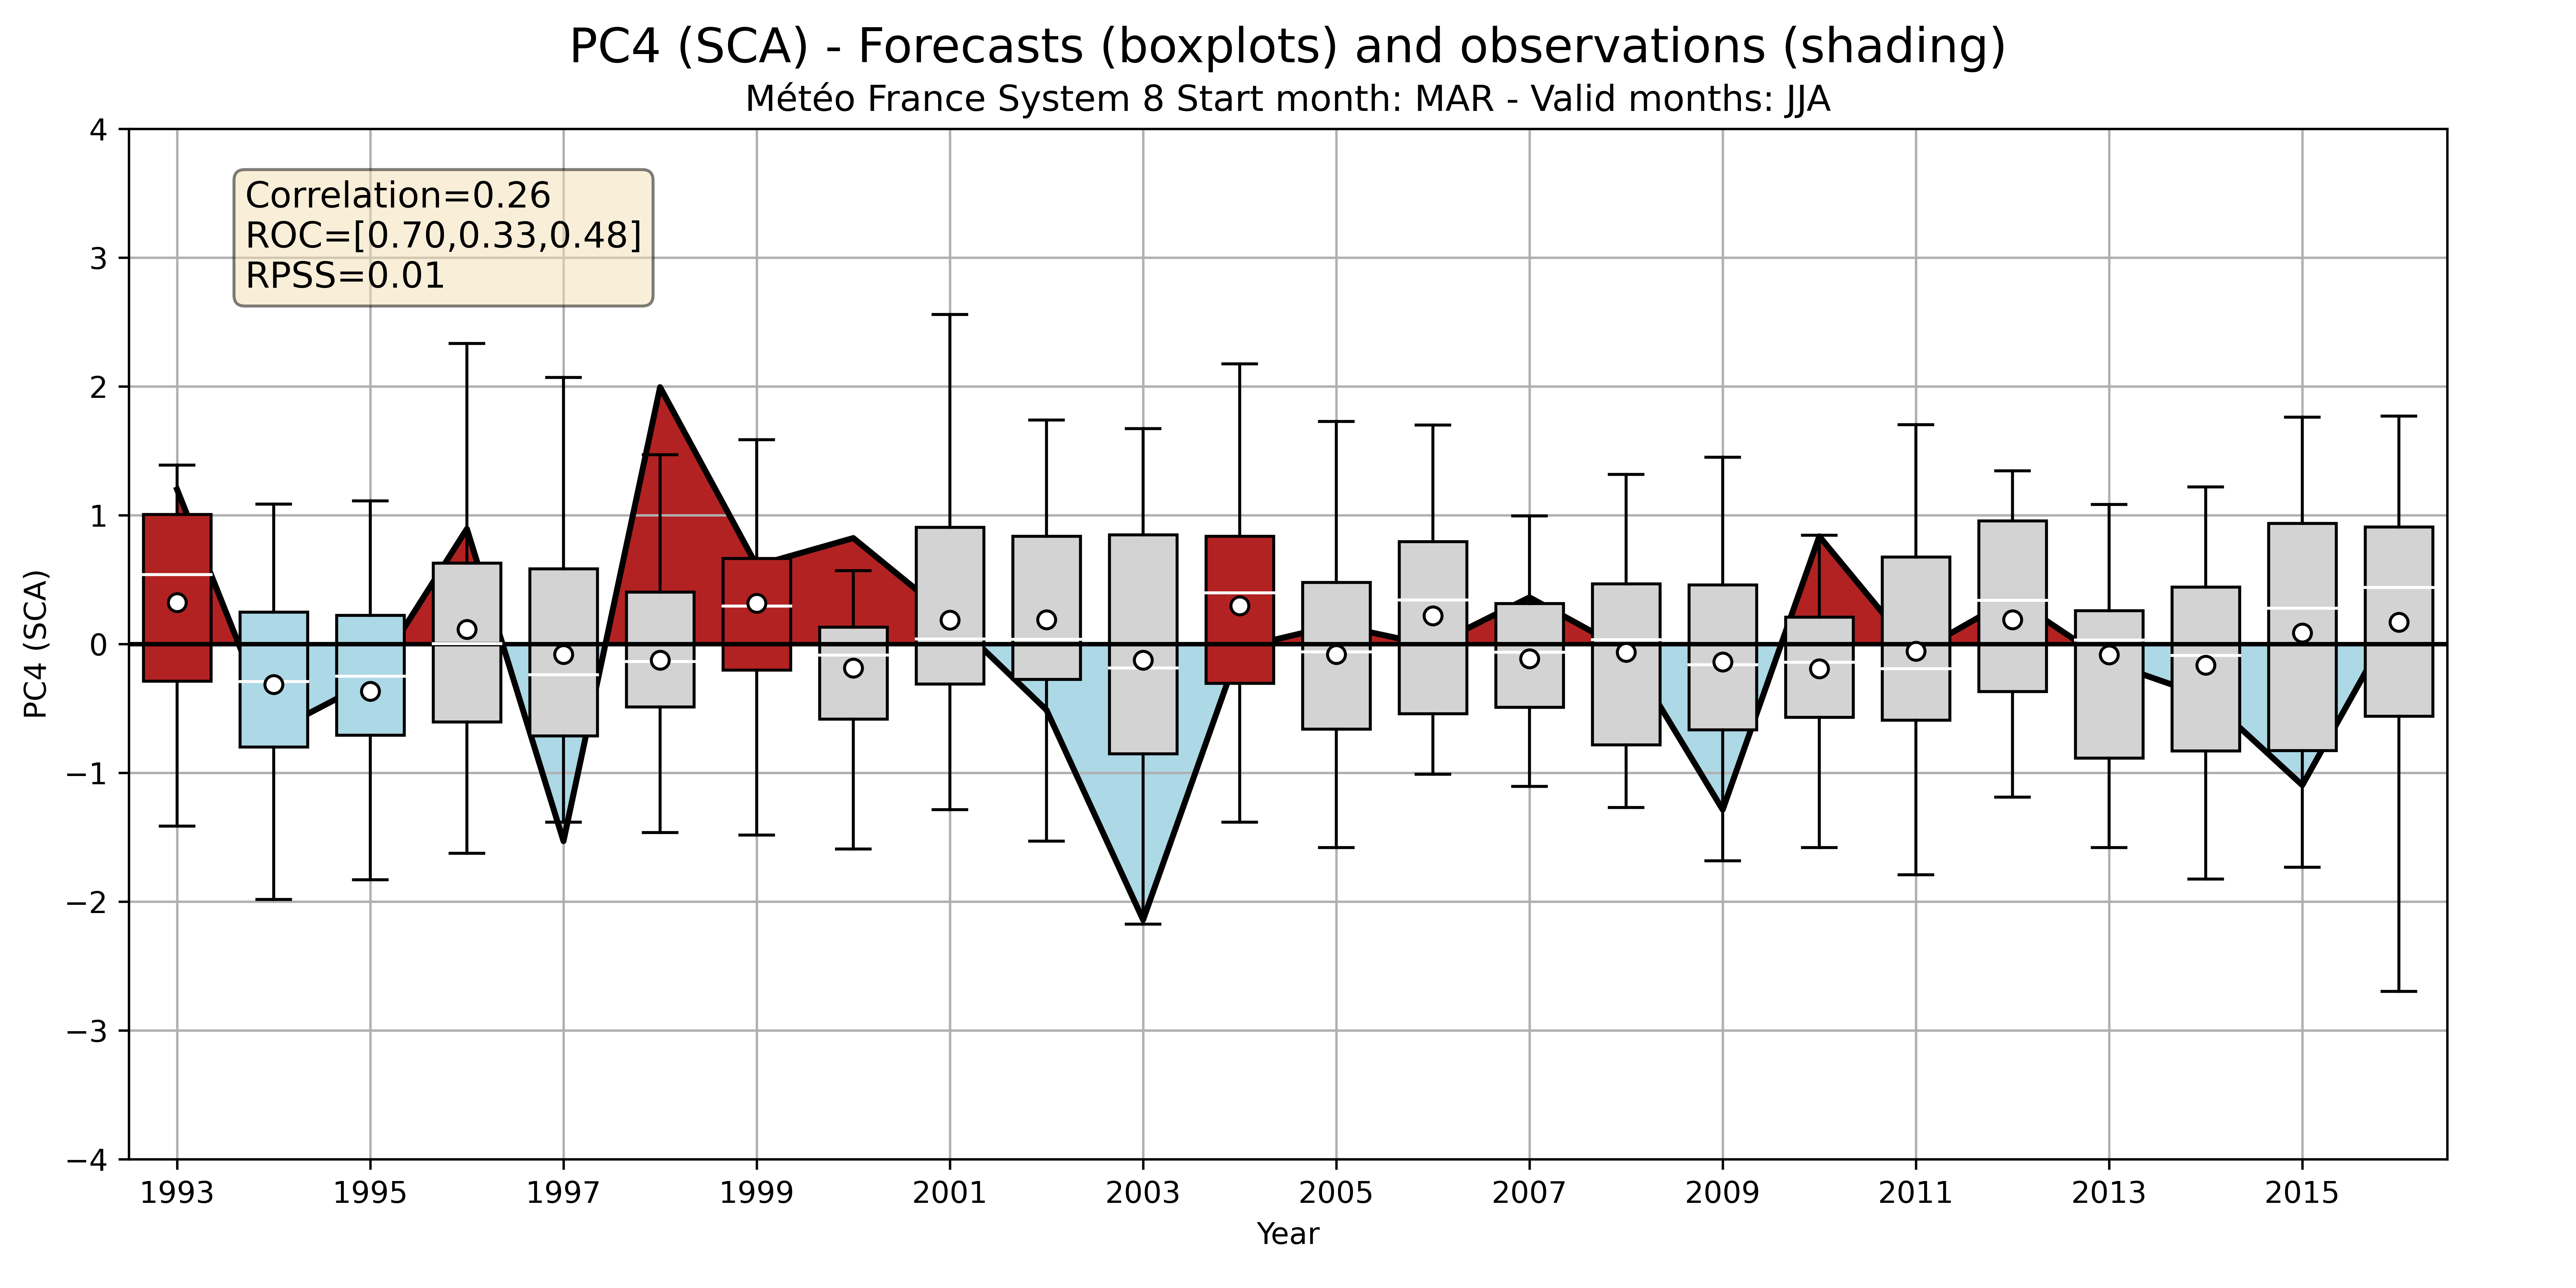 PC4 (SCA) - Forecasts (boxplots) and observations (shading)
Météo France System 8 Start month: MAR - Valid months: JJA
Correlation=0.26
ROC=[0.70,0.33,0.48]
RPSS=0.01
PC4 (SCA)
4
3
2
1
0
−1
−2
−3
−4
1993 1995 1997 1999 2001 2003 2005 2007 2009 2011 2013 2015
Year